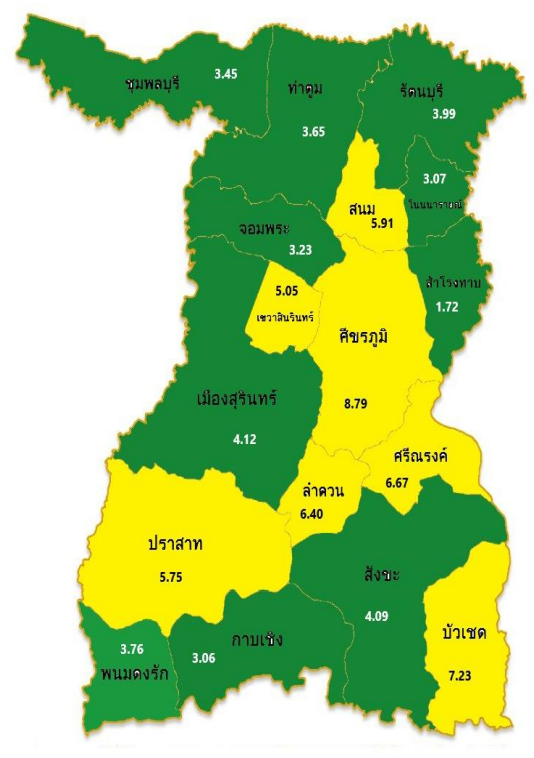 ชุมพลบุรี
3.45
ท่าตูม
3.65
รัตนบุรี
3.99
3.07
โนนนารายณ์
สนม
5.91
จอมพระ
3.23
สำโรงทาบ
1.72
5.05
เขวาสินรินทร์
ศีขรภูมิ
8.79
เมืองสุรินทร์
4.12
ศรีณรงค์
6.67
ลำดวน
6.40
ปราสาท
5.75
สังขะ
4.09
บัวเชด
7.23
กาบเชิง
3.06
3.76
พนมดงรัก